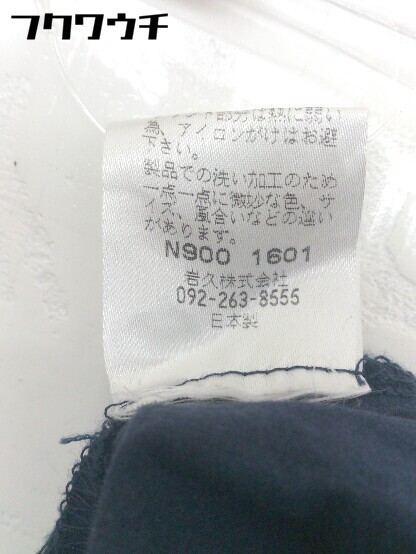 フクワウチ
ント部分は熱に弱い
為、アイロンがけはお避
下さい。
製品での洗い加工のため
一点一点に微妙な色、サ
イズ、風合いなどの違い
があります。
N900 1601
岩久株式会社
092-263-8555
日本製